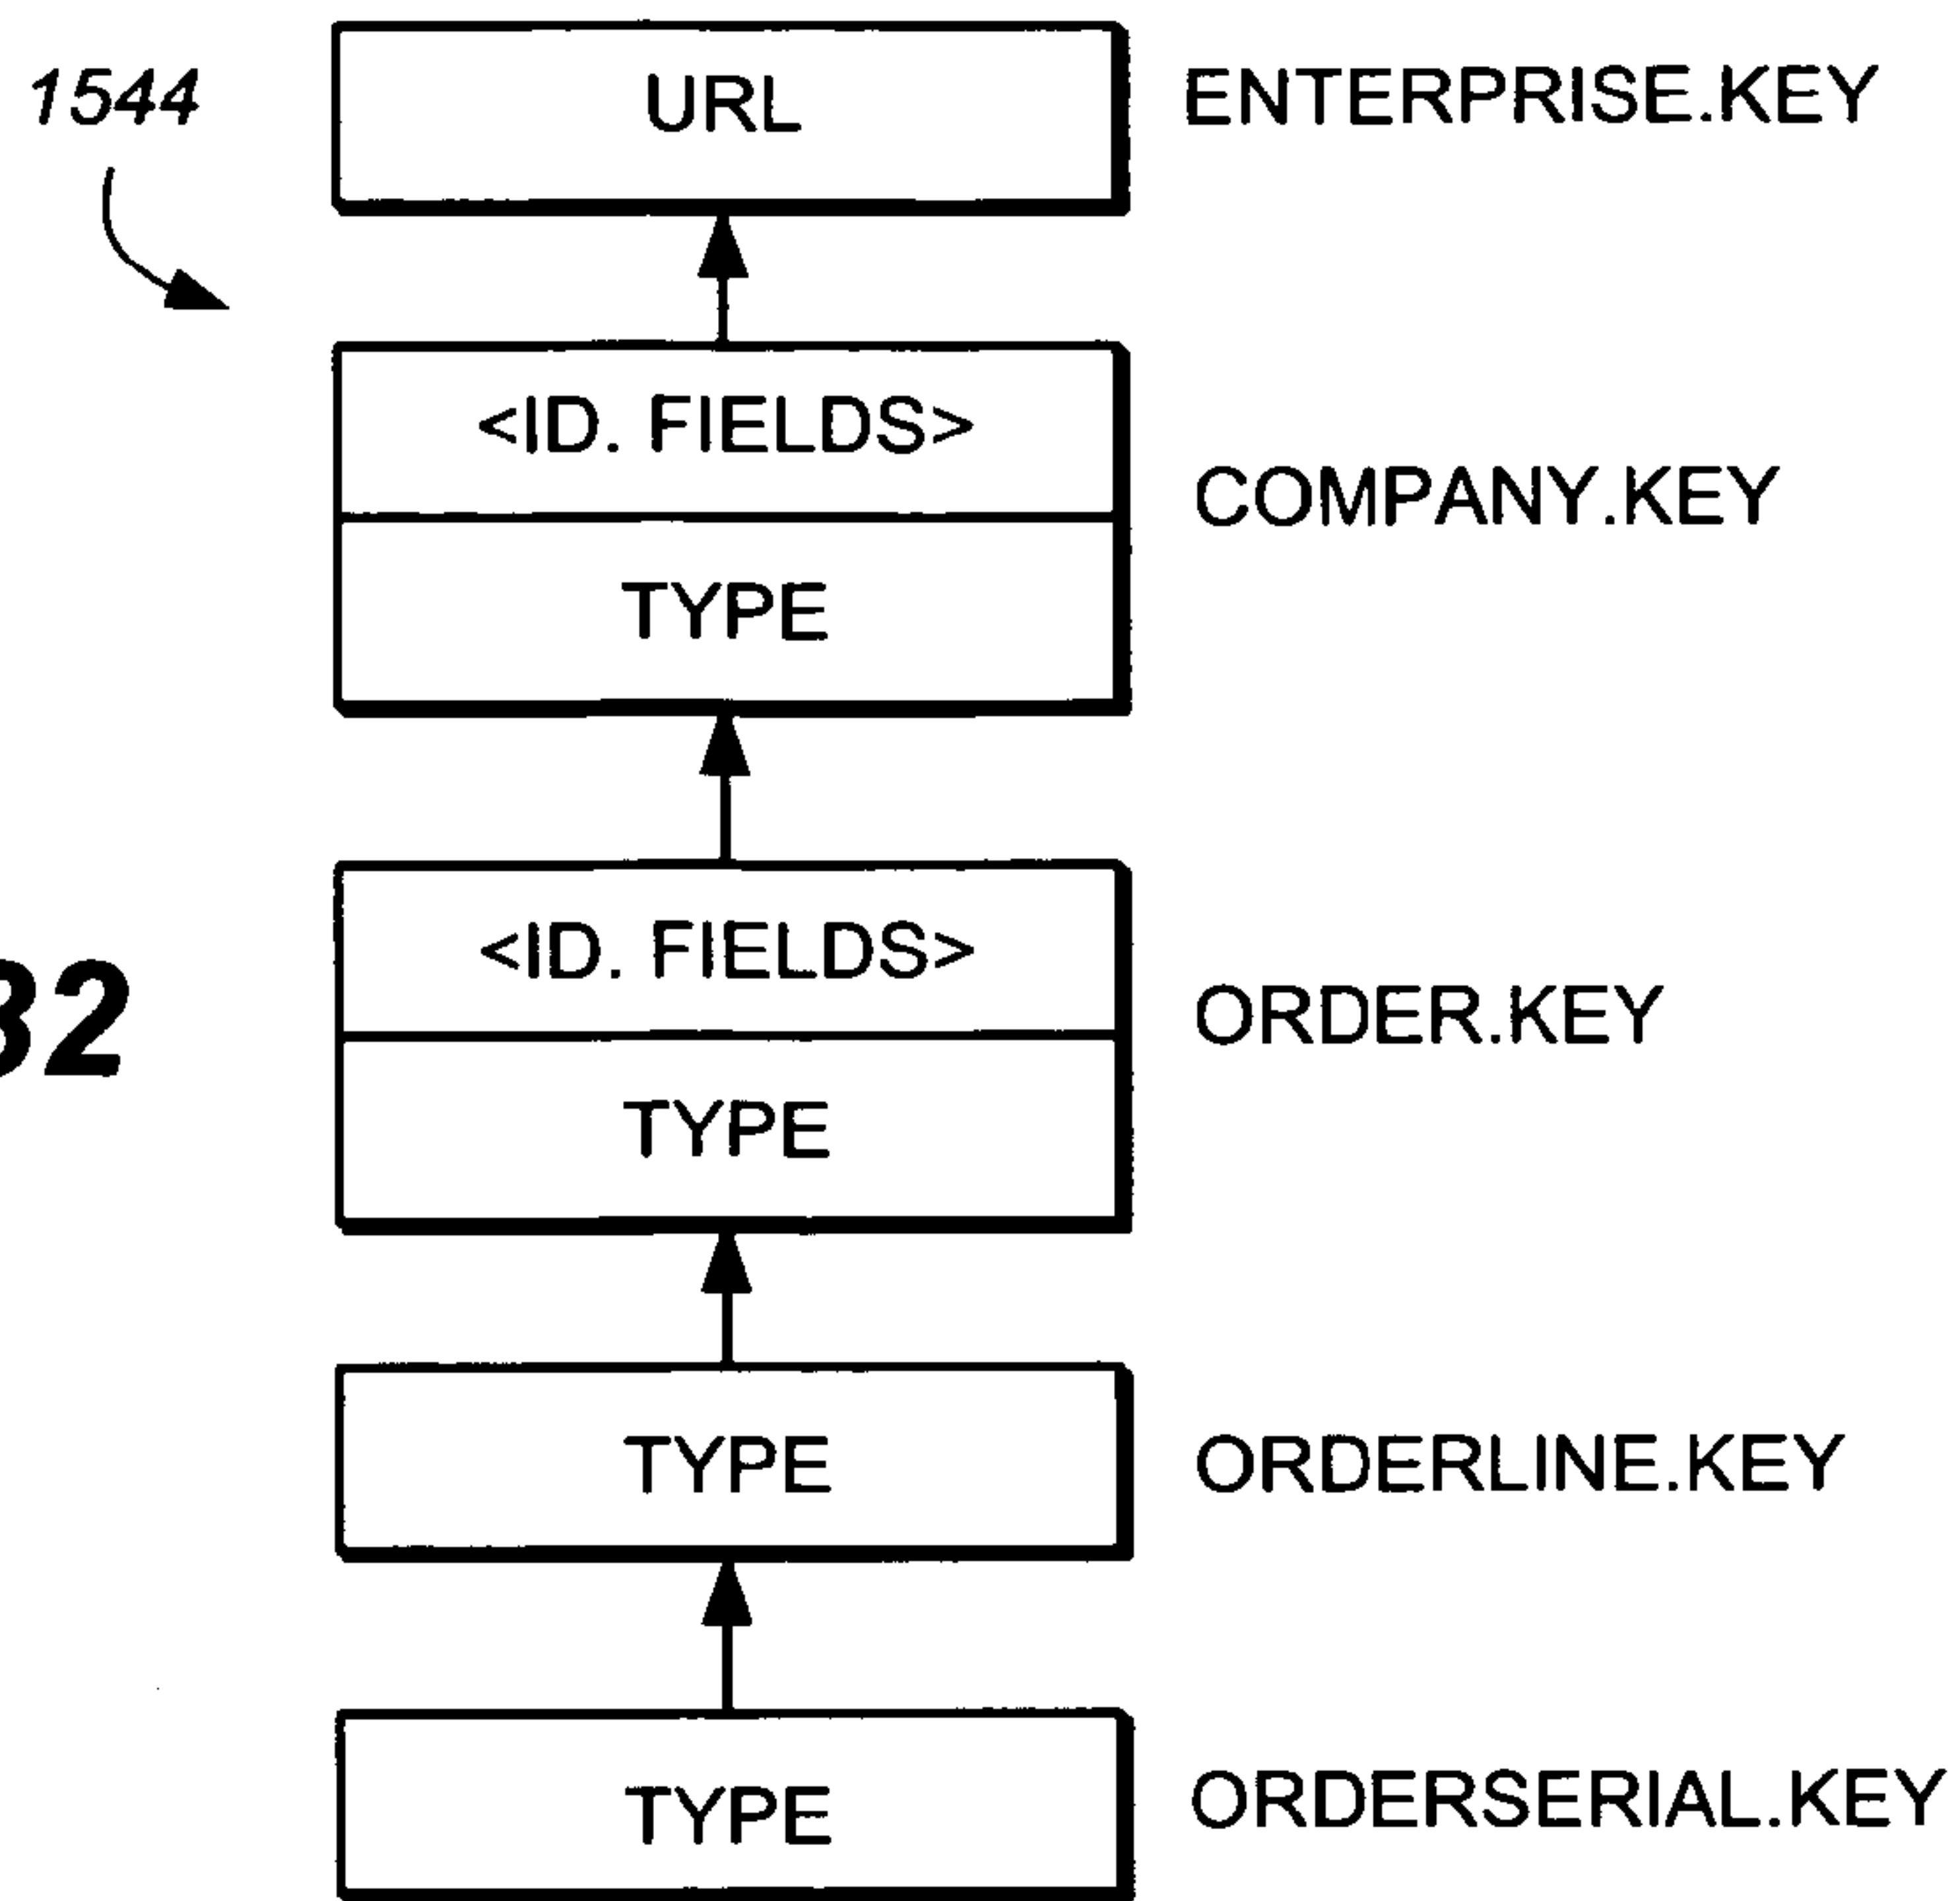 1544
URL
ENTERPRISE.KEY
<ID. FIELDS>
COMPANY.KEY
TYPE
<ID. FIELDS>
ORDER.KEY
TYPE
TYPE
ORDERLINE.KEY
TYPE
ORDERSERIAL.KEY